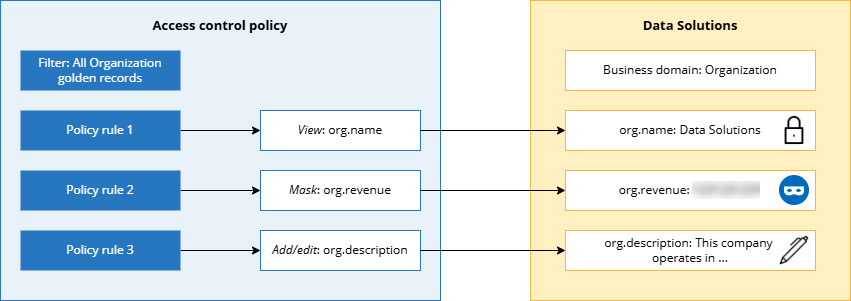 Access control policy
Data Solutions
Filter: All Organization
golden records
Business domain: Organization
Policy rule 1
View: org.name
org.name: Data Solutions
Policy rule 2
Mask: org.revenue
org.revenue:
Policy rule 3
Add/edit: org.description
org.description: This company
operates in ...